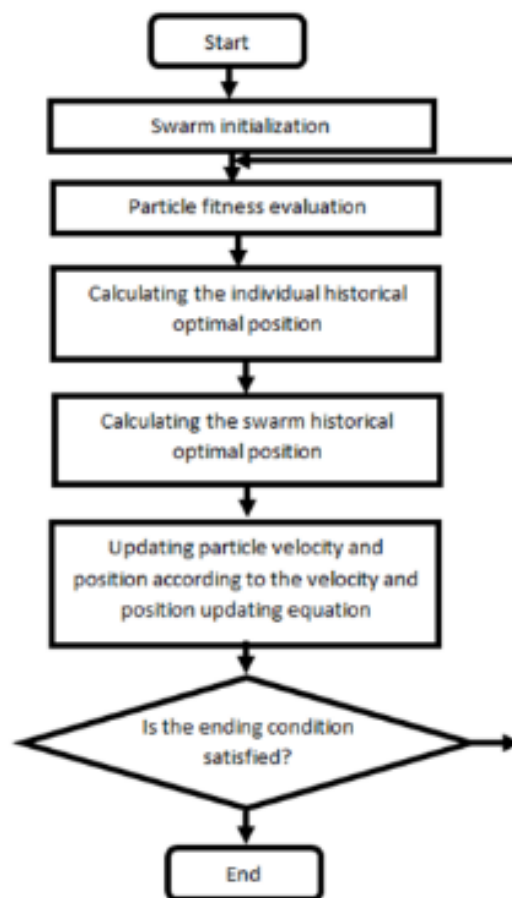 Start
Swarm initialization
Particle fitness evaluation
Calculating the individual historical
optimal position
Calculating the swarm historical
optimal position
Updating particle velocity and
position according to the velocity and
position updating equation
Is the ending condition
satisfied?
End